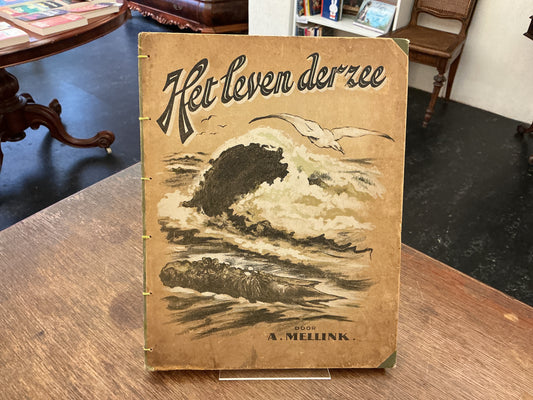 Het leven der zee
DOOR
A. MELLINK.